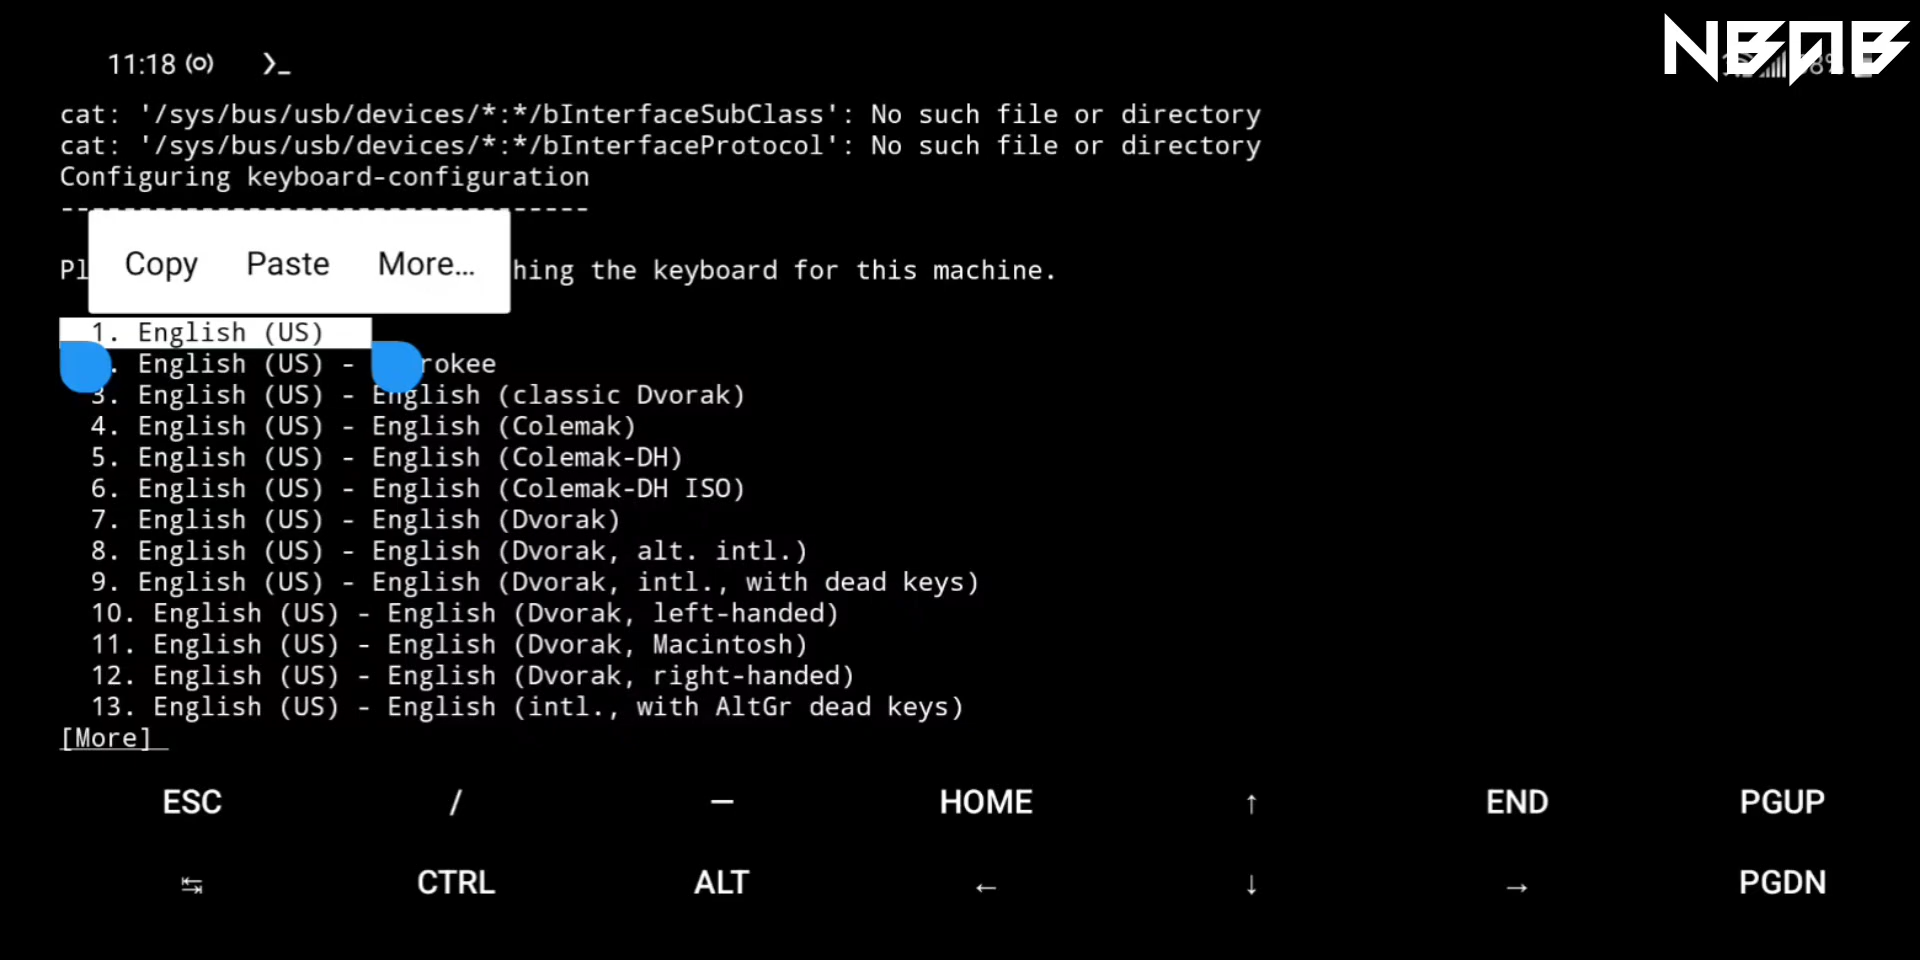 NBAB
11:18
cat: '/sys/bus/usb/devices/*:*/bInterfaceSubClass': No such file or directory
cat: '/sys/bus/usb/devices/*:*/bInterfaceProtocol': No such file or directory
Configuring keyboard-configuration
----------------------------------
Copy Paste More...
Pl hing the keyboard for this machine.
1. English (US)
. English (US) - rokee
3. English (US) - English (classic Dvorak)
4. English (US) - English (Colemak)
5. English (US) - English (Colemak-DH)
6. English (US) - English (Colemak-DH ISO)
7. English (US) - English (Dvorak)
8. English (US) - English (Dvorak, alt. intl.)
9. English (US) - English (Dvorak, intl., with dead keys)
10. English (US) - English (Dvorak, left-handed)
11. English (US) - English (Dvorak, Macintosh)
12. English (US) - English (Dvorak, right-handed)
13. English (US) - English (intl., with AltGr dead keys)
[More]
ESC / — HOME ↑ END PGUP
↹ CTRL ALT ← ↓ → PGDN